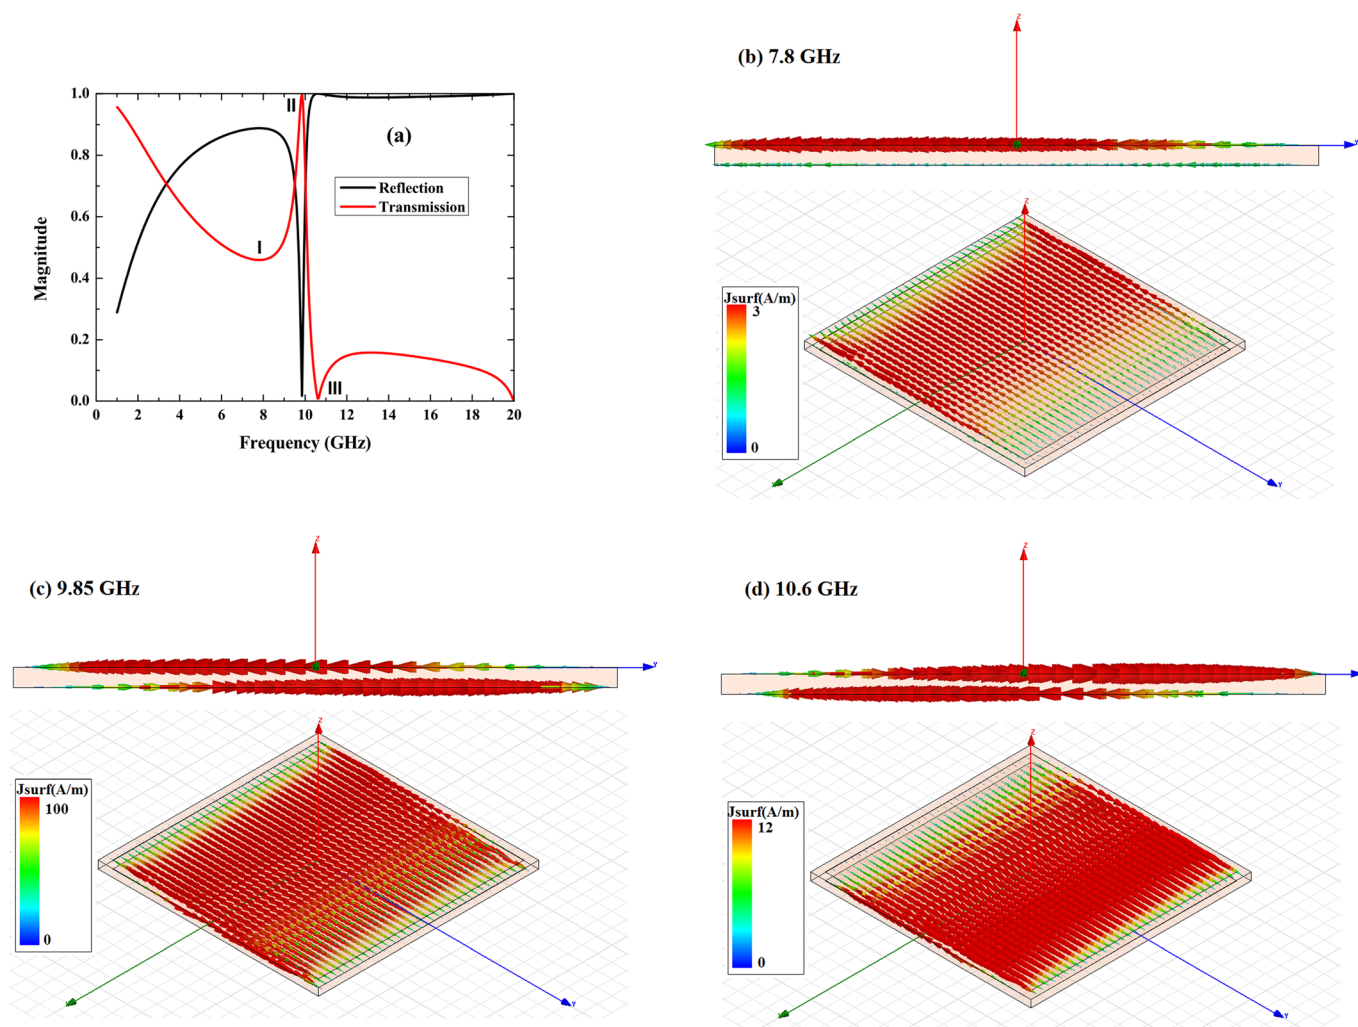 (a)
1.0
0.8
0.6
0.4
0.2
0.0
Magnitude
I
II
III
Reflection
Transmission
0 2 4 6 8 10 12 14 16 18 20
Frequency (GHz)
(b) 7.8 GHz
Z
Y
Z
Jsurf(A/m)
3
0
X
Y
(c) 9.85 GHz
Z
Y
Z
Jsurf(A/m)
100
0
X
Y
(d) 10.6 GHz
Z
Y
Z
Jsurf(A/m)
12
0
X
Y